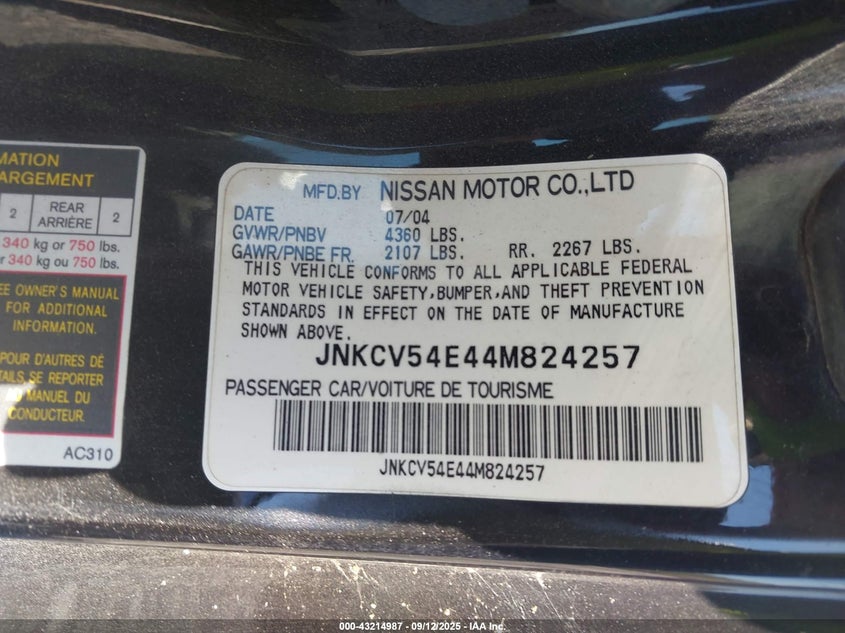 MATION
ARGEMENT
2 REAR ARRIÈRE 2
340 kg or 750 lbs.
r 340 kg ou 750 lbs.
EE OWNER'S MANUAL
FOR ADDITIONAL
INFORMATION.
POUR D'AUTRES DÉ
TAILS, SE REPORTER
AU MANUEL DU
CONDUCTEUR.
AC310
MFD.BY NISSAN MOTOR CO.,LTD
DATE 07/04
GVWR/PNBV 4360 LBS.
GAWR/PNBE FR. 2107 LBS. RR. 2267 LBS.
THIS VEHICLE CONFORMS TO ALL APPLICABLE FEDERAL
MOTOR VEHICLE SAFETY,BUMPER,AND THEFT PREVENTION
STANDARDS IN EFFECT ON THE DATE OF MANUFACTURE
SHOWN ABOVE.
JNKCV54E44M824257
PASSENGER CAR/VOITURE DE TOURISME
JNKCV54E44M824257
000-43214987 - 09/12/2025 - IAA Inc.